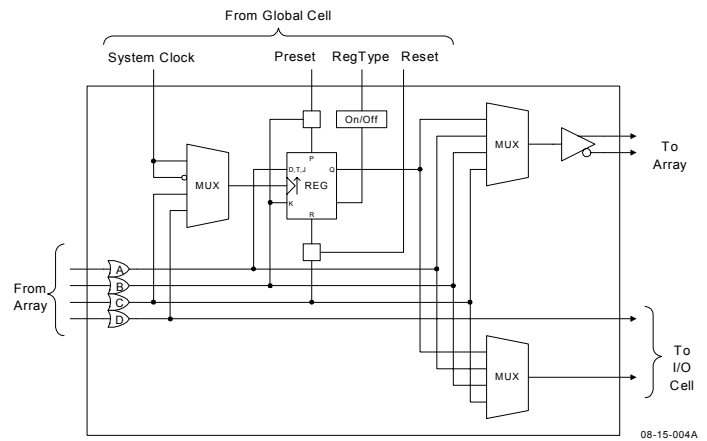 From Global Cell
System Clock
Preset
RegType
Reset
On/Off
MUX
To
Array
P
D,T,J
Q
REG
MUX
K
R
From
Array
A
B
C
D
To
I/O
Cell
MUX
08-15-004A